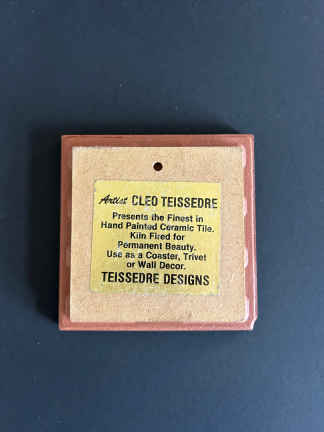 Artist CLEO TEISSEDRE
Presents the Finest in
Hand Painted Ceramic Tile.
Kiln Fired for
Permanent Beauty.
Use as a Coaster, Trivet
or Wall Decor.
TEISSEDRE DESIGNS